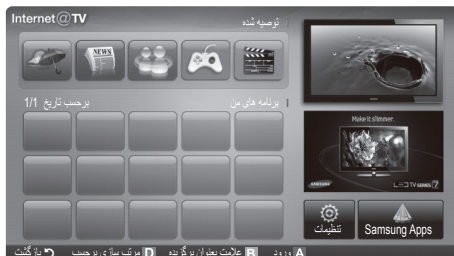 Internet@TV
توصیه شده
NEWS
برنامه های من
برحسب تاریخ 1/1
Make it slimmer.
SAMSUNG
LED TV SERIES 7
تنظیمات
Samsung Apps
A ورود B علامت بعنوان برگزیده D مرتب سازی برحسب بازگشت